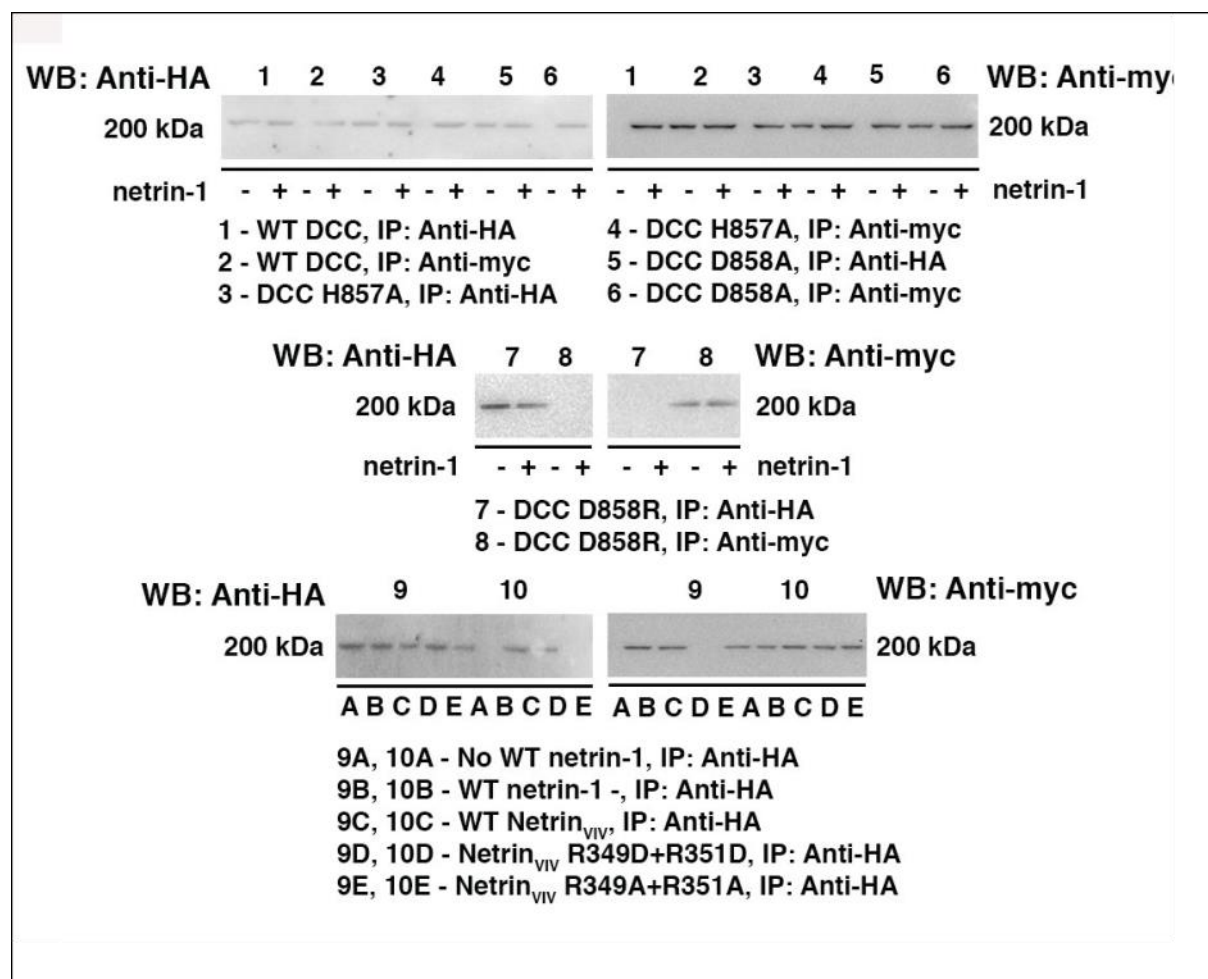 WB: Anti-HA 1 2 3 4 5 6 1 2 3 4 5 6 WB: Anti-my
200 kDa 200 kDa
netrin-1 - + - + - + - + - + - + - + - + - + - + - + - + netrin-1
1 - WT DCC, IP: Anti-HA
2 - WT DCC, IP: Anti-myc
3 - DCC H857A, IP: Anti-HA
4 - DCC H857A, IP: Anti-myc
5 - DCC D858A, IP: Anti-HA
6 - DCC D858A, IP: Anti-myc
WB: Anti-HA 7 8 7 8 WB: Anti-myc
200 kDa 200 kDa
netrin-1 - + - + - + - + netrin-1
7 - DCC D858R, IP: Anti-HA
8 - DCC D858R, IP: Anti-myc
WB: Anti-HA 9 10 9 10 WB: Anti-myc
200 kDa 200 kDa
A B C D E A B C D E A B C D E A B C D E
9A, 10A - No WT netrin-1, IP: Anti-HA
9B, 10B - WT netrin-1 -, IP: Anti-HA
9C, 10C - WT Netrin VIV, IP: Anti-HA
9D, 10D - Netrin VIV R349D+R351D, IP: Anti-HA
9E, 10E - Netrin VIV R349A+R351A, IP: Anti-HA